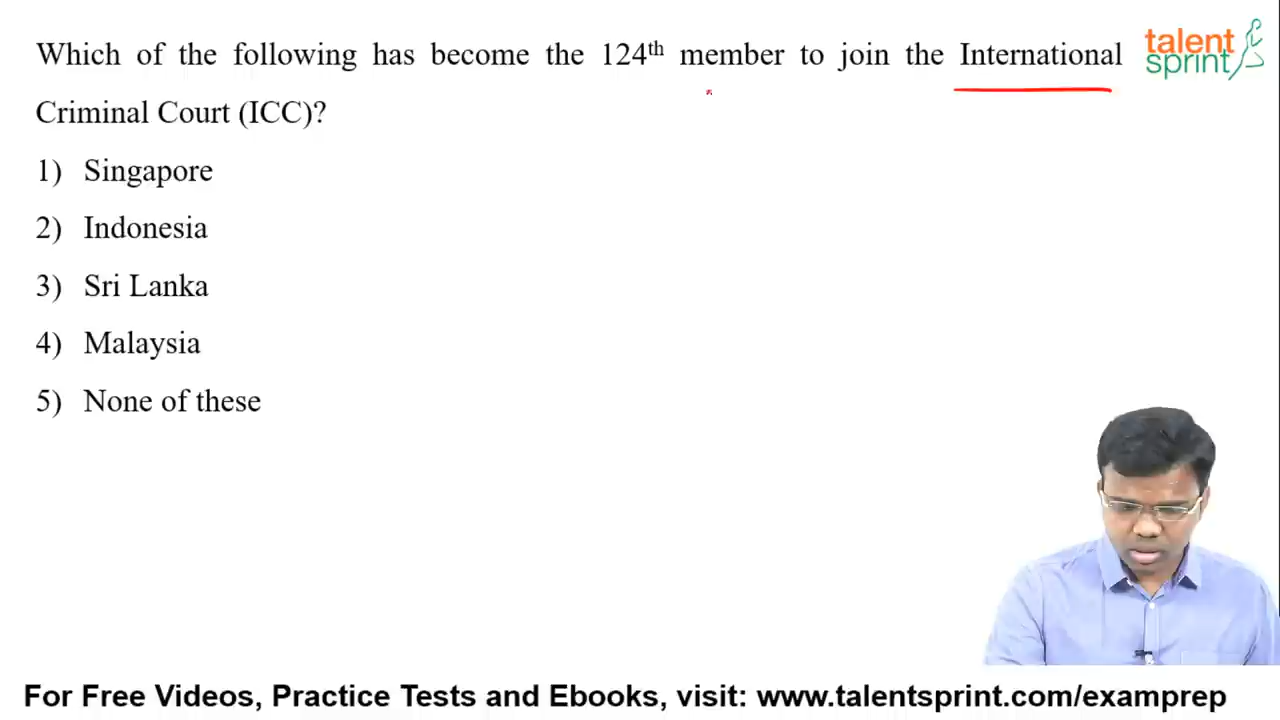 Which of the following has become the 124th member to join the International
Criminal Court (ICC)?
1) Singapore
2) Indonesia
3) Sri Lanka
4) Malaysia
5) None of these
talent
sprint
For Free Videos, Practice Tests and Ebooks, visit: www.talentsprint.com/examprep